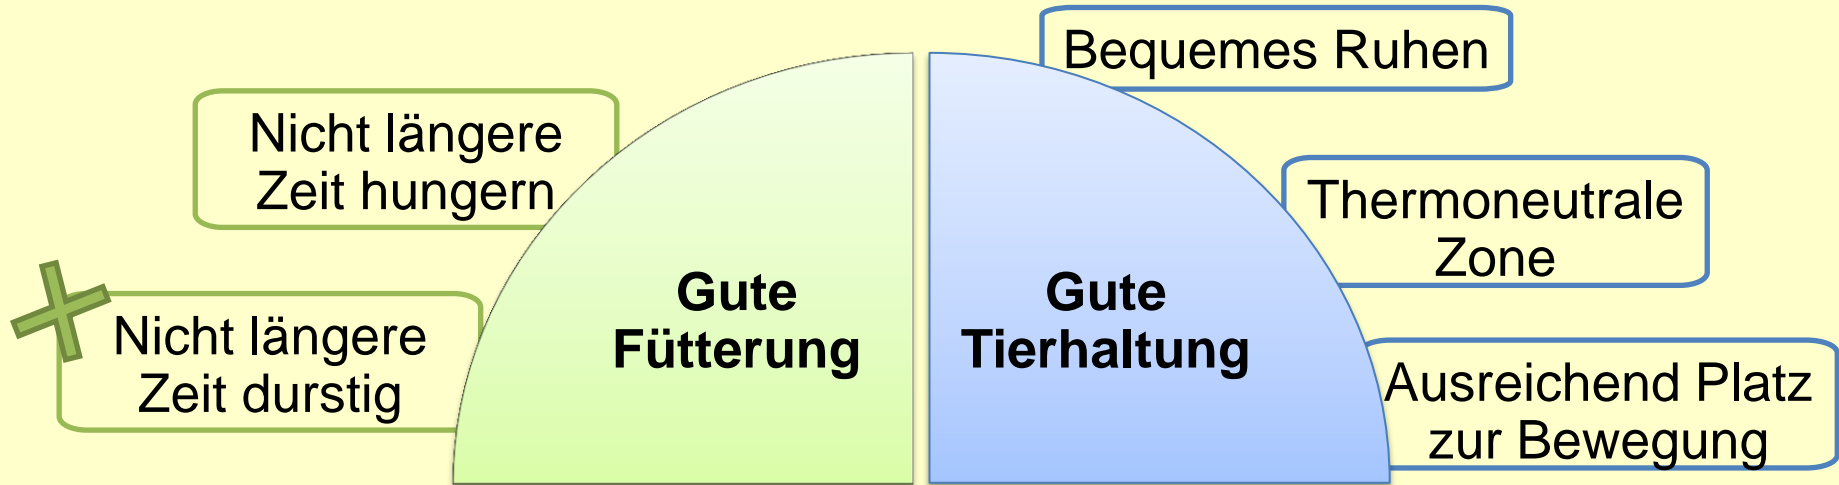 Bequemes Ruhen
Nicht längere
Zeit hungern
Thermoneutrale
Zone
Gute
Fütterung
Gute
Tierhaltung
Nicht längere
Zeit durstig
Ausreichend Platz
zur Bewegung